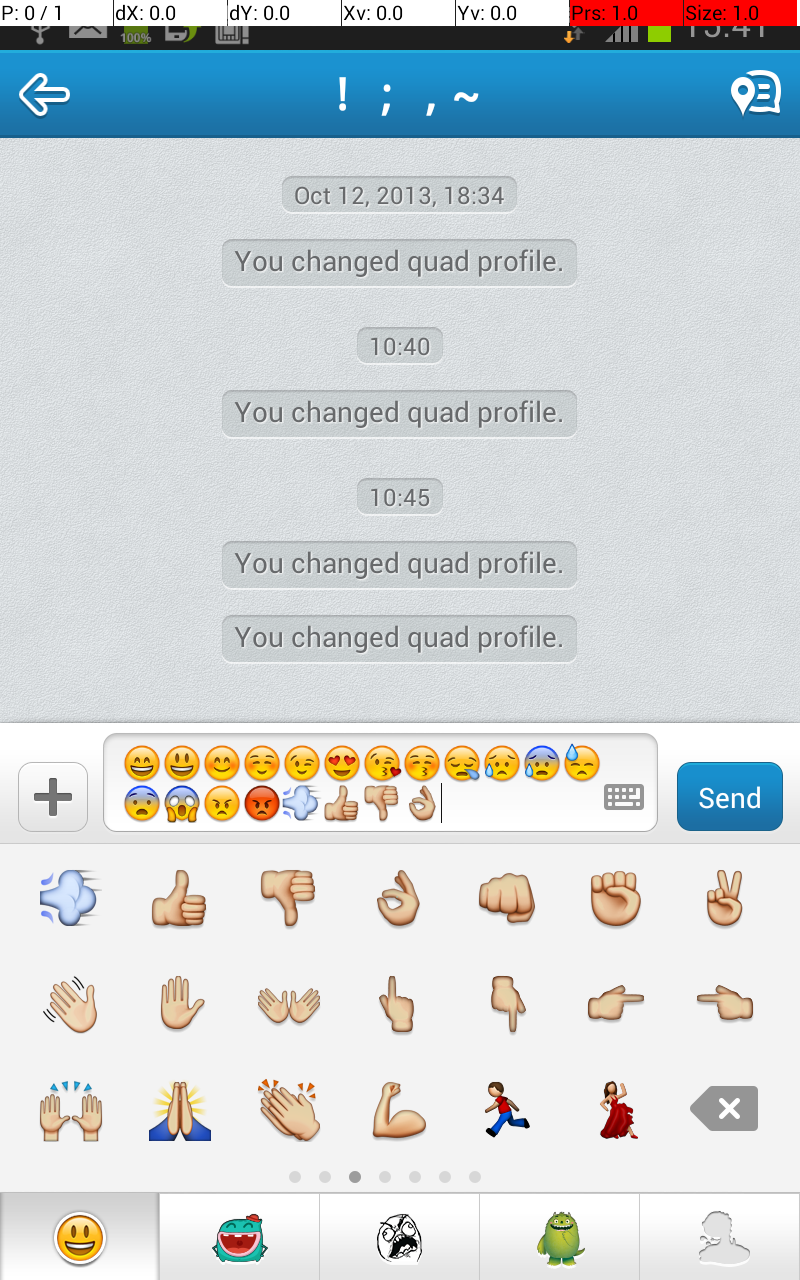 P: 0 / 1 dX: 0.0 dY: 0.0 Xv: 0.0 Yv: 0.0 Prs: 1.0 Size: 1.0
100% 15:41
! ; , ~
Oct 12, 2013, 18:34
You changed quad profile.
10:40
You changed quad profile.
10:45
You changed quad profile.
You changed quad profile.
Send